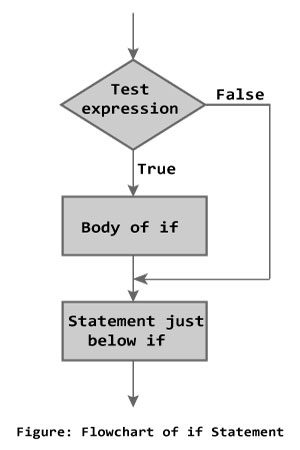 Test
expression
False
True
Body of if
Statement just
below if
Figure: Flowchart of if Statement